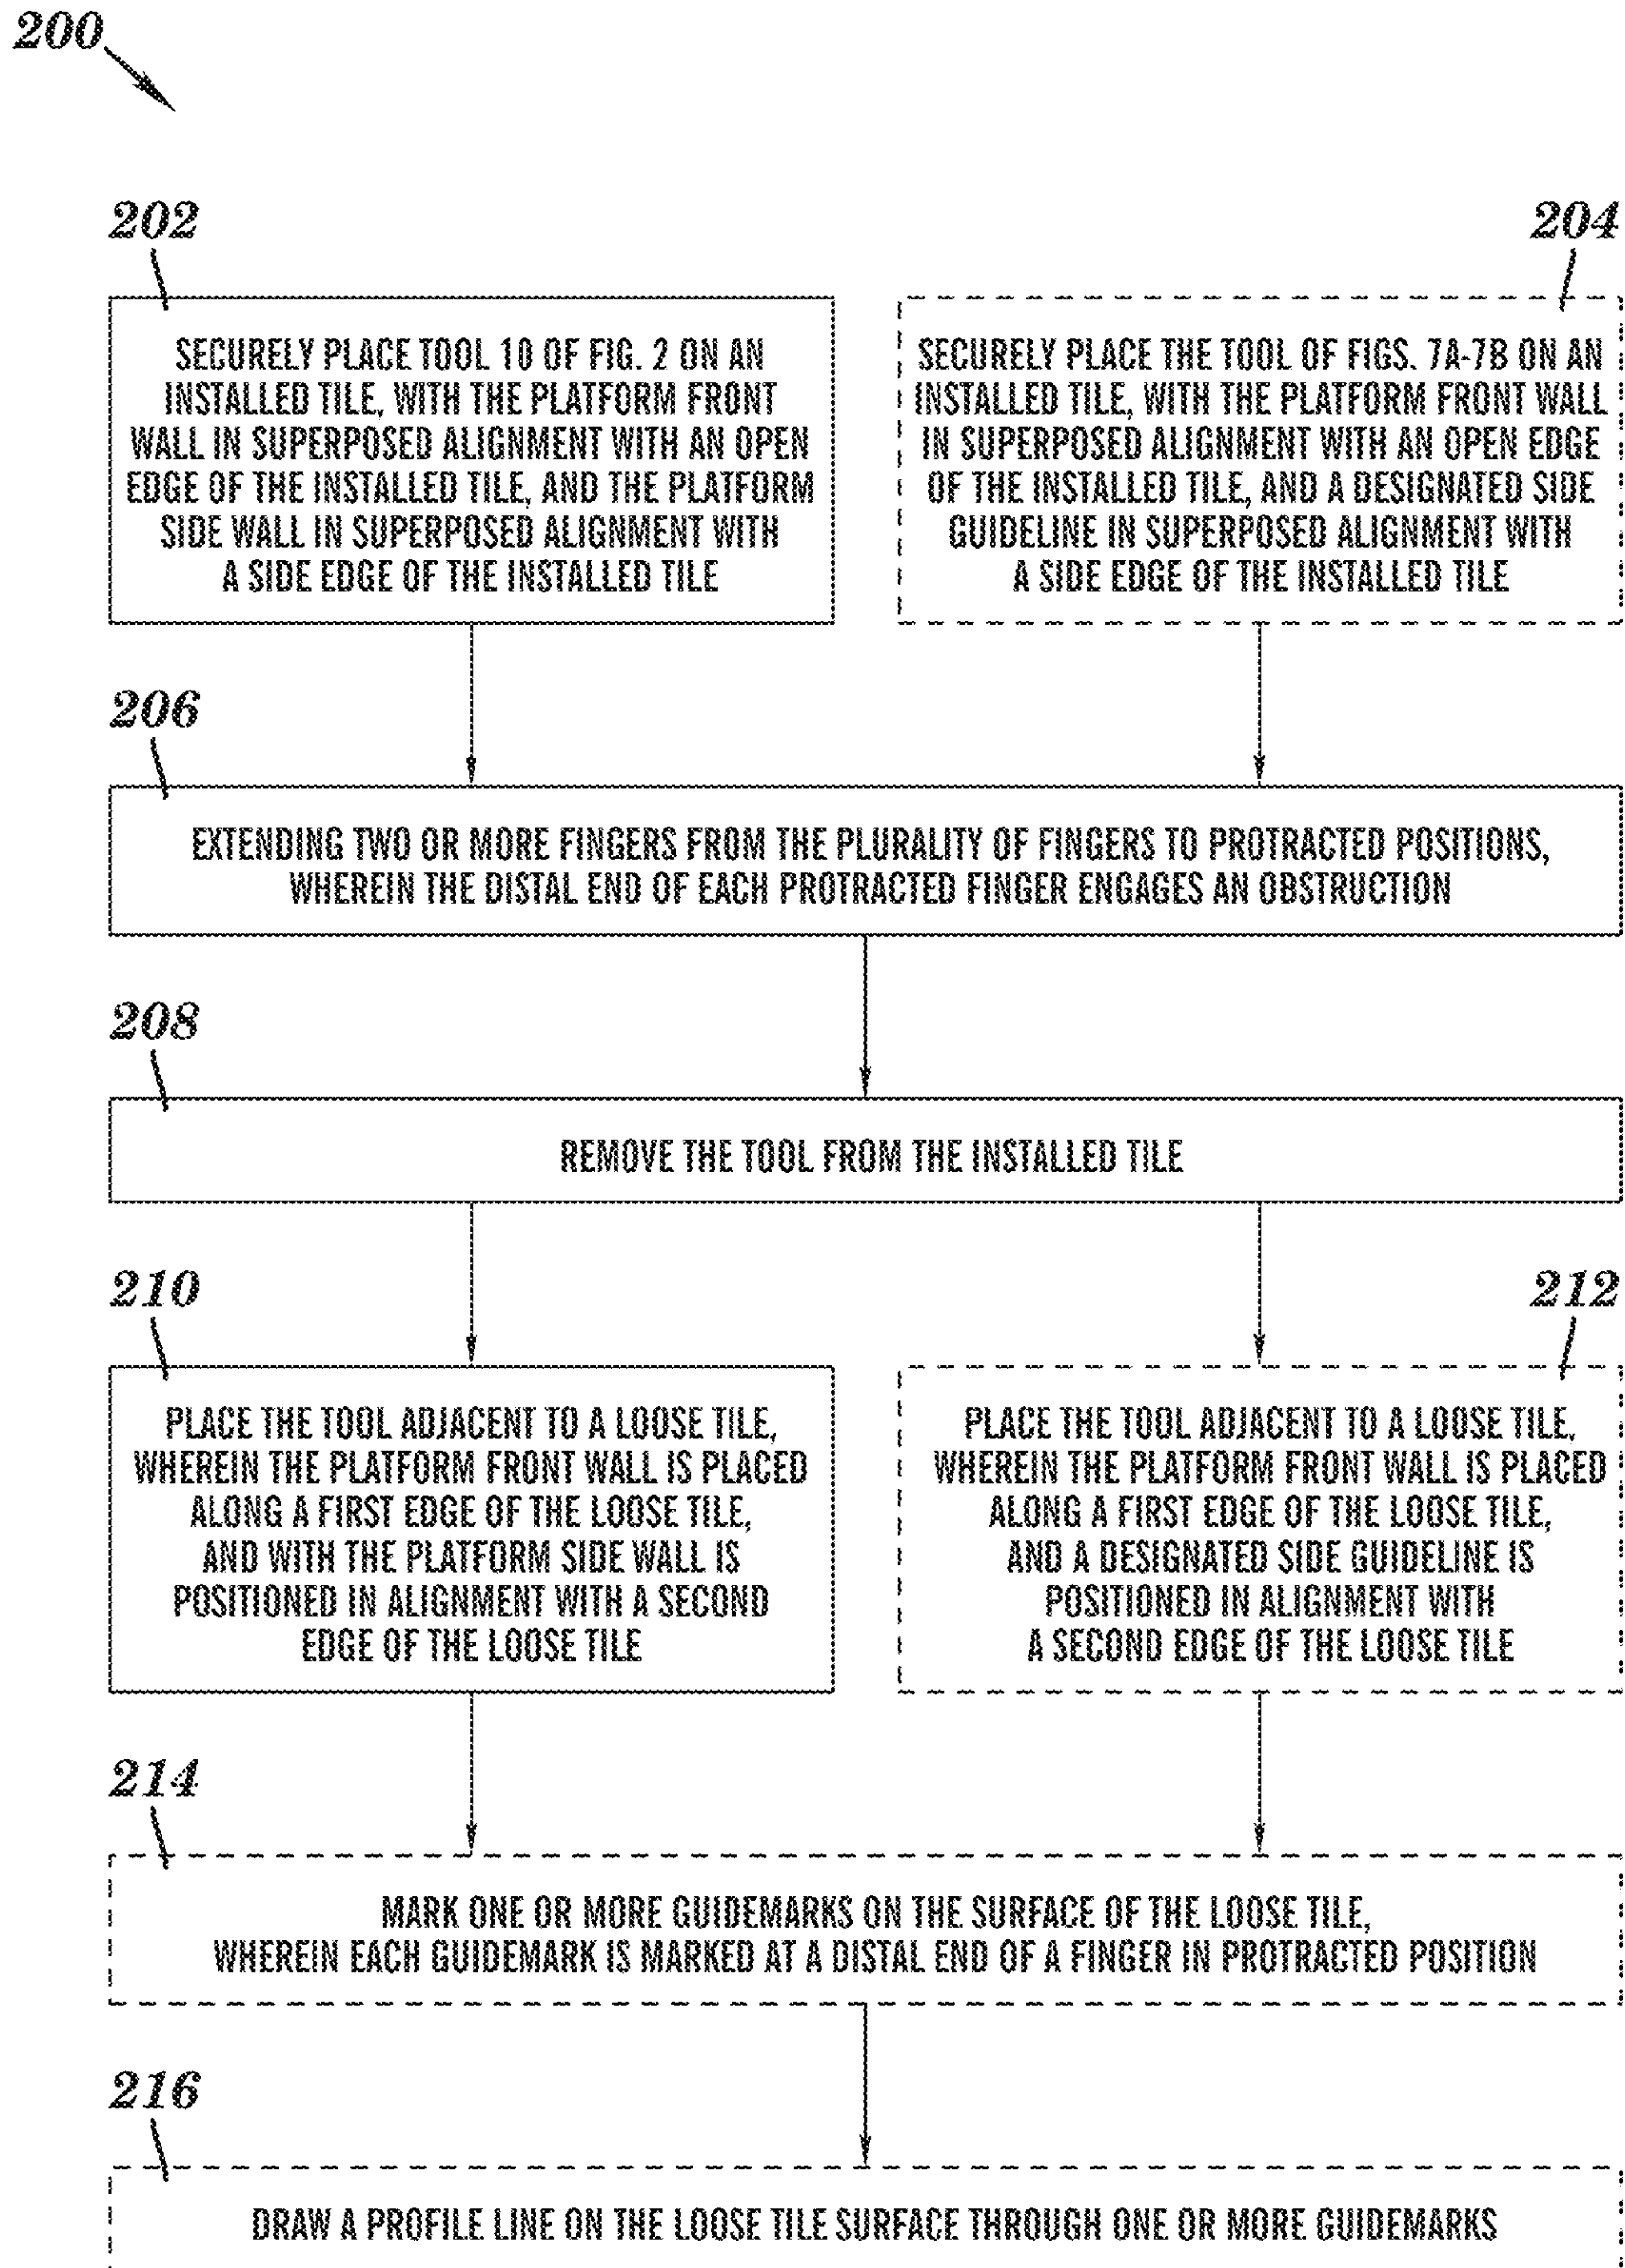 200
202
SECURELY PLACE TOOL 10 OF FIG. 2 ON AN
INSTALLED TILE, WITH THE PLATFORM FRONT
WALL IN SUPERPOSED ALIGNMENT WITH AN OPEN
EDGE OF THE INSTALLED TILE, AND THE PLATFORM
SIDE WALL IN SUPERPOSED ALIGNMENT WITH
A SIDE EDGE OF THE INSTALLED TILE
204
SECURELY PLACE THE TOOL OF FIGS. 7A-7B ON AN
INSTALLED TILE, WITH THE PLATFORM FRONT WALL
IN SUPERPOSED ALIGNMENT WITH AN OPEN EDGE
OF THE INSTALLED TILE, AND A DESIGNATED SIDE
GUIDELINE IN SUPERPOSED ALIGNMENT WITH
A SIDE EDGE OF THE INSTALLED TILE
206
EXTENDING TWO OR MORE FINGERS FROM THE PLURALITY OF FINGERS TO PROTRACTED POSITIONS,
WHEREIN THE DISTAL END OF EACH PROTRACTED FINGER ENGAGES AN OBSTRUCTION
208
REMOVE THE TOOL FROM THE INSTALLED TILE
210
PLACE THE TOOL ADJACENT TO A LOOSE TILE,
WHEREIN THE PLATFORM FRONT WALL IS PLACED
ALONG A FIRST EDGE OF THE LOOSE TILE,
AND WITH THE PLATFORM SIDE WALL IS
POSITIONED IN ALIGNMENT WITH A SECOND
EDGE OF THE LOOSE TILE
212
PLACE THE TOOL ADJACENT TO A LOOSE TILE,
WHEREIN THE PLATFORM FRONT WALL IS PLACED
ALONG A FIRST EDGE OF THE LOOSE TILE,
AND A DESIGNATED SIDE GUIDELINE IS
POSITIONED IN ALIGNMENT WITH
A SECOND EDGE OF THE LOOSE TILE
214
MARK ONE OR MORE GUIDEMARKS ON THE SURFACE OF THE LOOSE TILE,
WHEREIN EACH GUIDEMARK IS MARKED AT A DISTAL END OF A FINGER IN PROTRACTED POSITION
216
DRAW A PROFILE LINE ON THE LOOSE TILE SURFACE THROUGH ONE OR MORE GUIDEMARKS